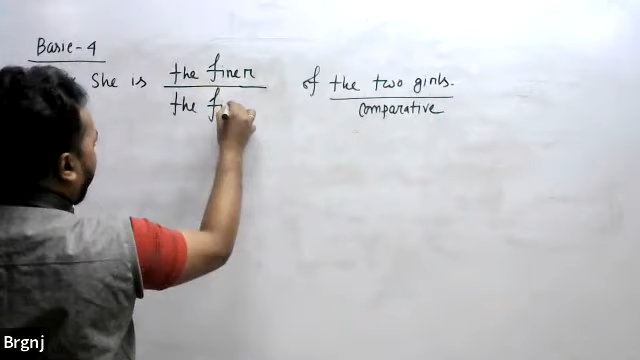 Basic-4
She is the finer of the two girls.
the f comparative
Brgnj